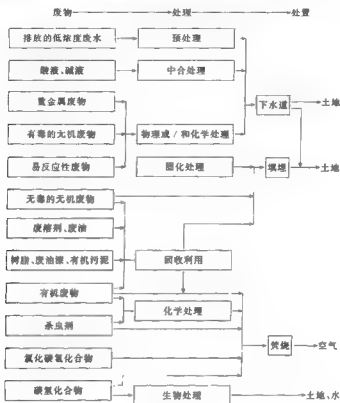 废物 处理 处置
排放的低浓度废水 预处理
酸液、碱液 中合处理
重金属废物
下水道 土地
有毒的无机废物 物理或/和化学处理
易反应性废物 固化处理 填埋 土地
无毒的无机废物
废溶剂、废油
树脂、废油漆、有机污泥 回收利用
有机废物
化学处理
杀虫剂
焚烧 空气
氯化碳氢化合物
碳氢化合物 生物处理 土地、水